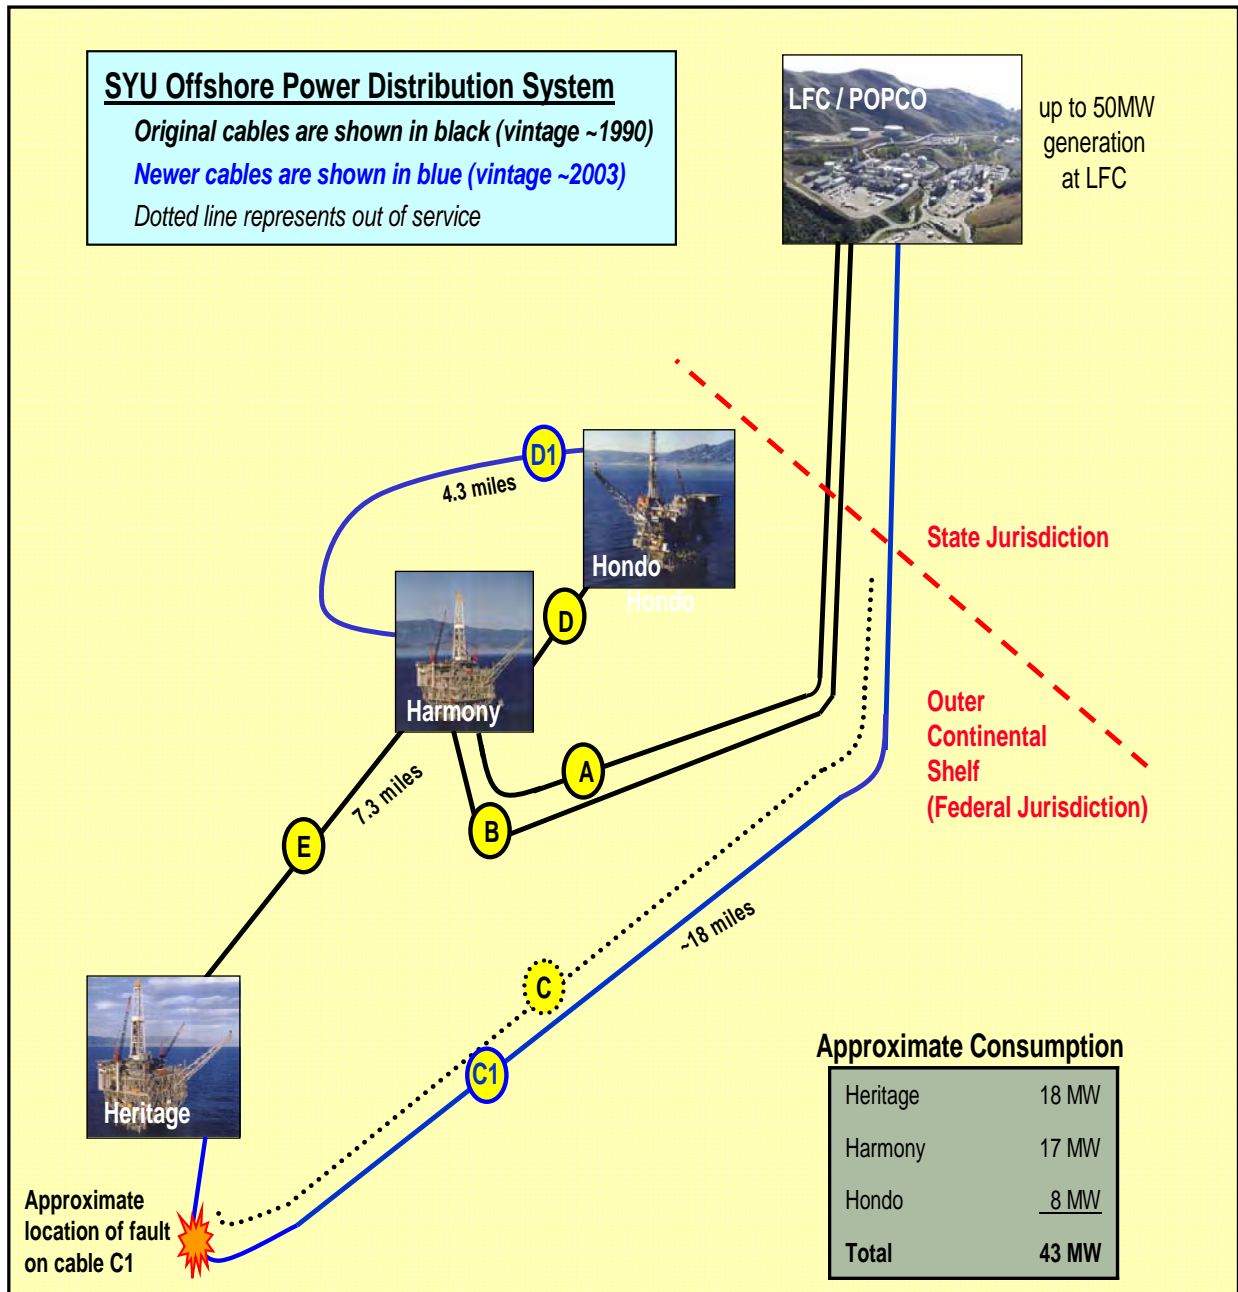 SYU Offshore Power Distribution System
Original cables are shown in black (vintage ~1990)
Newer cables are shown in blue (vintage ~2003)
Dotted line represents out of service
LFC / POPCO
up to 50MW
generation
at LFC
D1
4.3 miles
Hondo
Hondo
D
State Jurisdiction
Harmony
Outer
Continental
Shelf
(Federal Jurisdiction)
A
7.3 miles
B
E
~18 miles
C
C1
Heritage
Approximate
location of fault
on cable C1
Approximate Consumption
Heritage 18 MW
Harmony 17 MW
Hondo 8 MW
Total 43 MW